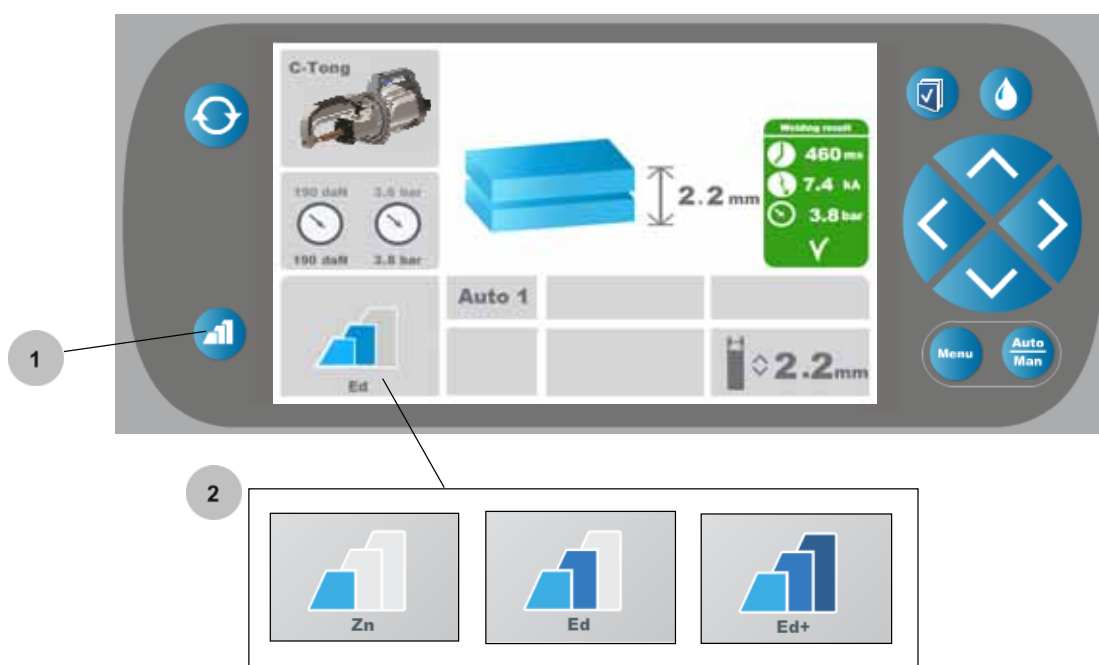 C-Tong
Welding result
460 ms
7.4 kA
3.8 bar
190 daN 3.8 bar
190 daN 3.8 bar
2.2 mm
Auto 1
Ed
2.2mm
Menu
Auto
Man
1
2
Zn
Ed
Ed+